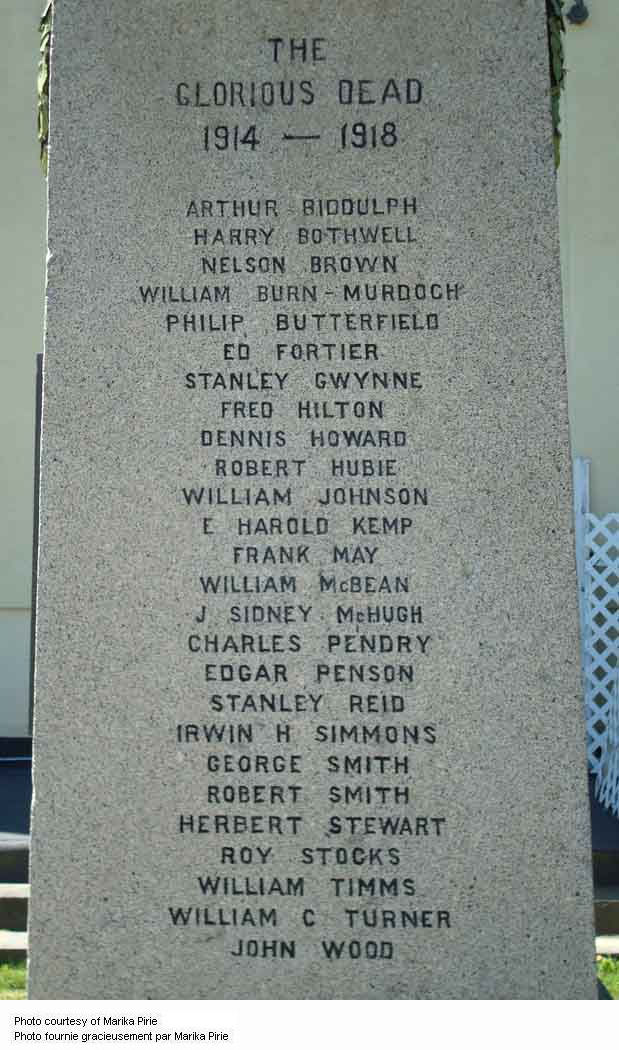 THE
GLORIOUS DEAD
1914 — 1918
ARTHUR BIDDULPH
HARRY BOTHWELL
NELSON BROWN
WILLIAM BURN-MURDOCH
PHILIP BUTTERFIELD
ED FORTIER
STANLEY GWYNNE
FRED HILTON
DENNIS HOWARD
ROBERT HUBIE
WILLIAM JOHNSON
E HAROLD KEMP
FRANK MAY
WILLIAM McBEAN
J SIDNEY McHUGH
CHARLES PENDRY
EDGAR PENSON
STANLEY REID
IRWIN H SIMMONS
GEORGE SMITH
ROBERT SMITH
HERBERT STEWART
ROY STOCKS
WILLIAM TIMMS
WILLIAM C TURNER
JOHN WOOD
Photo courtesy of Marika Pirie
Photo fournie gracieusement par Marika Pirie